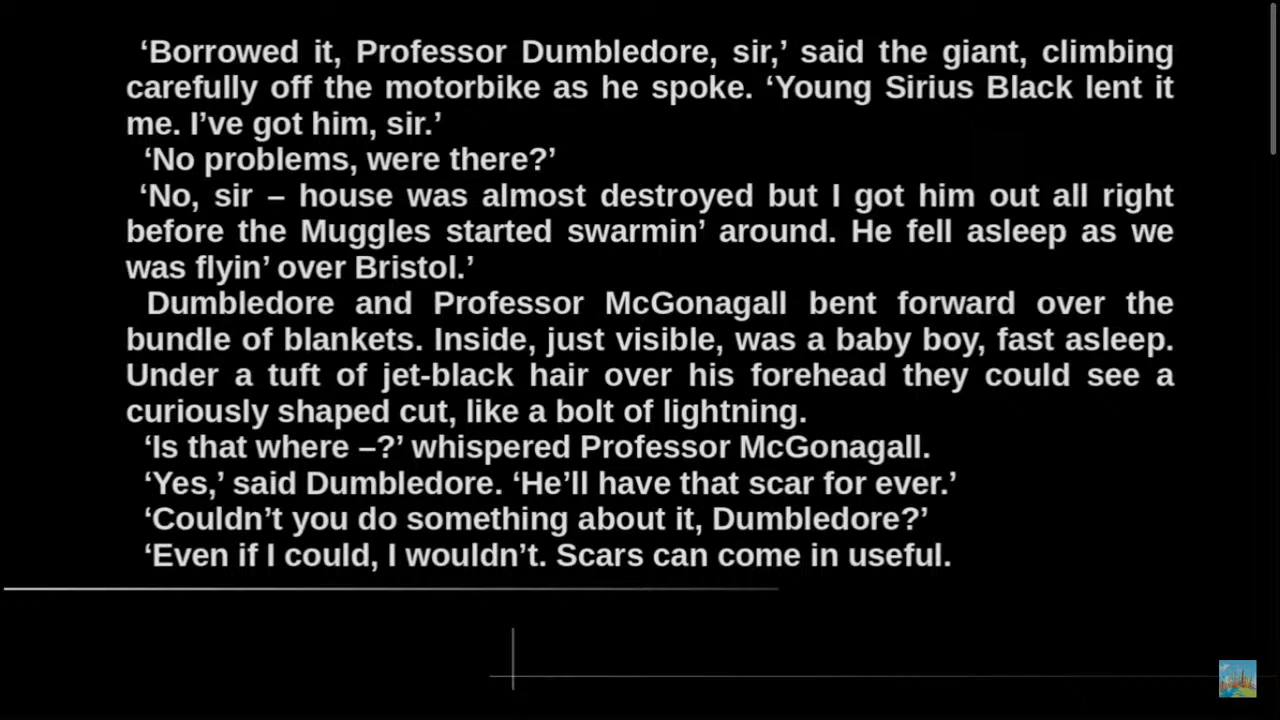 ‘Borrowed it, Professor Dumbledore, sir,’ said the giant, climbing
carefully off the motorbike as he spoke. ‘Young Sirius Black lent it
me. I’ve got him, sir.’
‘No problems, were there?’
‘No, sir – house was almost destroyed but I got him out all right
before the Muggles started swarmin’ around. He fell asleep as we
was flyin’ over Bristol.’
Dumbledore and Professor McGonagall bent forward over the
bundle of blankets. Inside, just visible, was a baby boy, fast asleep.
Under a tuft of jet-black hair over his forehead they could see a
curiously shaped cut, like a bolt of lightning.
‘Is that where –?’ whispered Professor McGonagall.
‘Yes,’ said Dumbledore. ‘He’ll have that scar for ever.’
‘Couldn’t you do something about it, Dumbledore?’
‘Even if I could, I wouldn’t. Scars can come in useful.